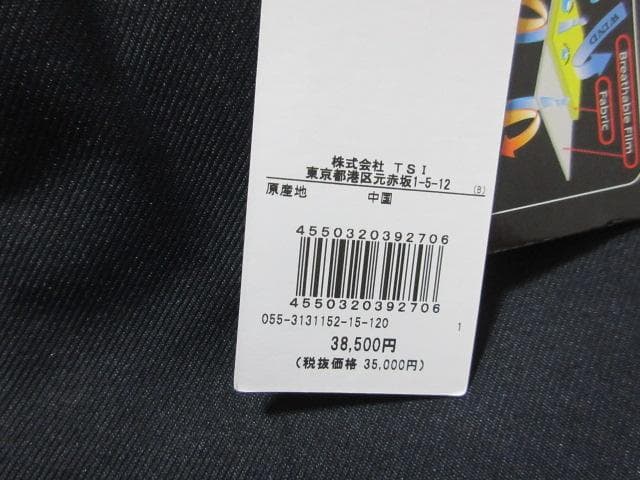 株式会社 TSI
東京都港区元赤坂1-5-12 (B)
原産地 中国
4550320392706
4550320392706
055-3131152-15-120 1
38,500円
(税抜価格 35,000円)
Breathable Film
Fabric